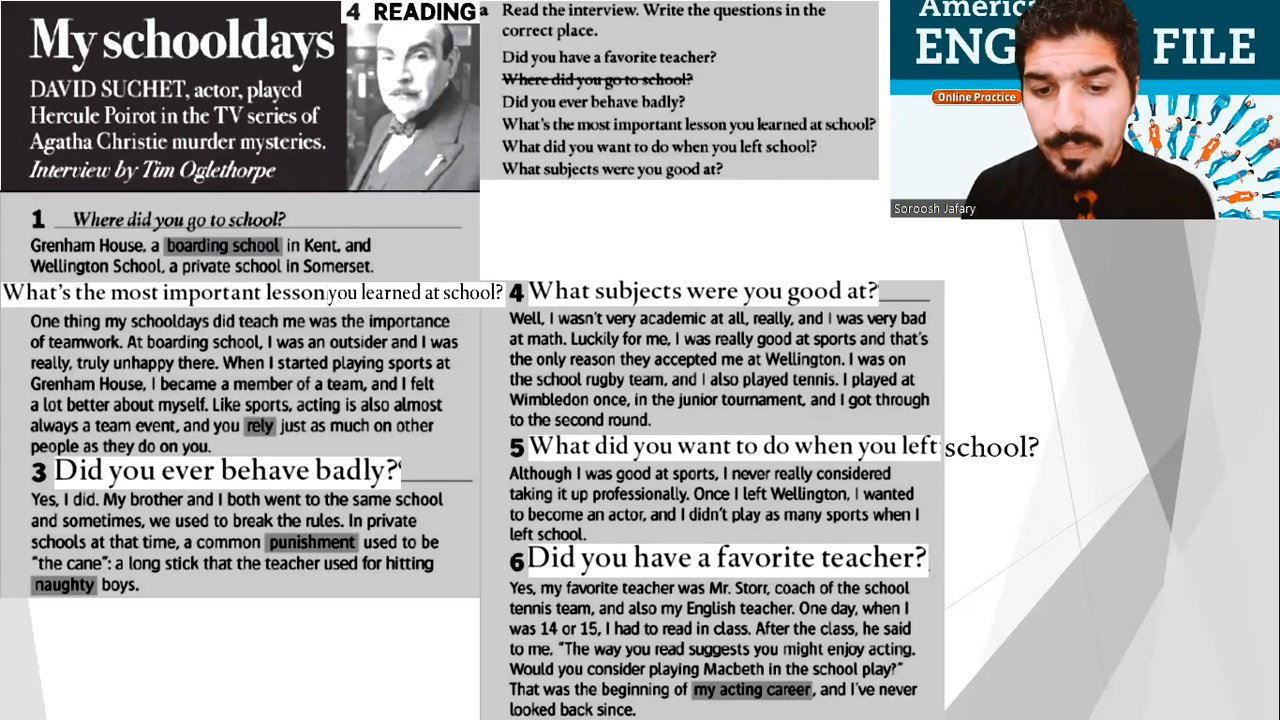 4 READING
My schooldays
DAVID SUCHET, actor, played
Hercule Poirot in the TV series of
Agatha Christie murder mysteries.
Interview by Tim Oglethorpe
a Read the interview. Write the questions in the
correct place.
Did you have a favorite teacher?
Where did you go to school?
Did you ever behave badly?
What's the most important lesson you learned at school?
What did you want to do when you left school?
What subjects were you good at?
1 Where did you go to school?
Grenham House, a boarding school in Kent, and
Wellington School, a private school in Somerset.
What's the most important lesson you learned at school?
One thing my schooldays did teach me was the importance
of teamwork. At boarding school, I was an outsider and I was
really, truly unhappy there. When I started playing sports at
Grenham House, I became a member of a team, and I felt
a lot better about myself. Like sports, acting is also almost
always a team event, and you rely just as much on other
people as they do on you.
3 Did you ever behave badly?
Yes, I did. My brother and I both went to the same school
and sometimes, we used to break the rules. In private
schools at that time, a common punishment used to be
"the cane": a long stick that the teacher used for hitting
naughty boys.
4 What subjects were you good at?
Well, I wasn't very academic at all, really, and I was very bad
at math. Luckily for me, I was really good at sports and that's
the only reason they accepted me at Wellington. I was on
the school rugby team, and I also played tennis. I played at
Wimbledon once, in the junior tournament, and I got through
to the second round.
5 What did you want to do when you left school?
Although I was good at sports, I never really considered
taking it up professionally. Once I left Wellington, I wanted
to become an actor, and I didn't play as many sports when I
left school.
6 Did you have a favorite teacher?
Yes, my favorite teacher was Mr. Storr, coach of the school
tennis team, and also my English teacher. One day, when I
was 14 or 15, I had to read in class. After the class, he said
to me, "The way you read suggests you might enjoy acting.
Would you consider playing Macbeth in the school play?"
That was the beginning of my acting career, and I've never
looked back since.
America
ENG FILE
Online Practice
Soroosh Jafary